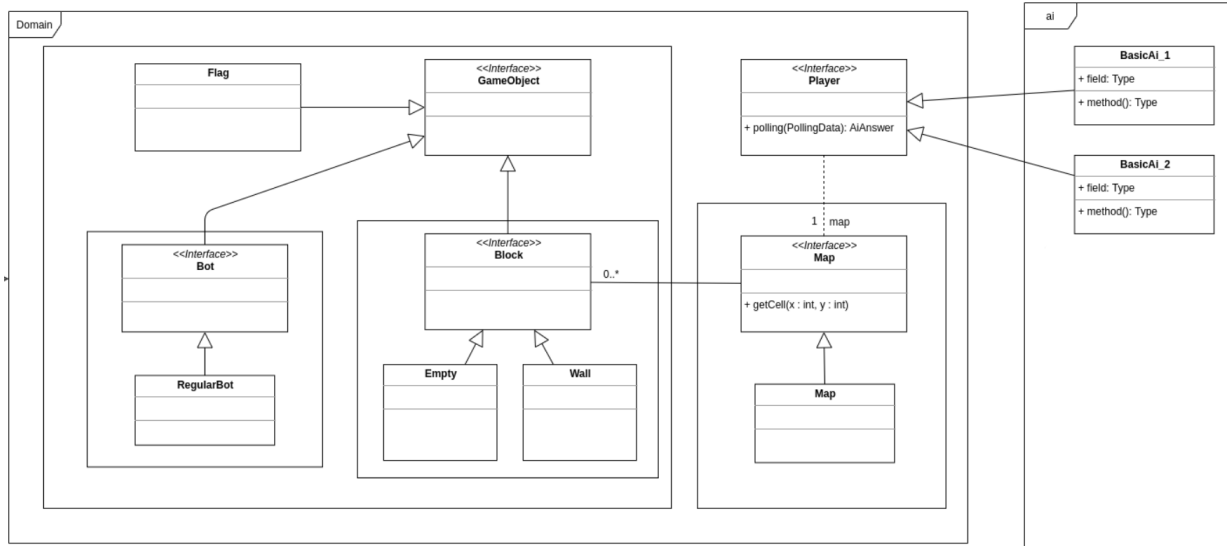 Domain
Flag
<<Interface>>
GameObject
<<Interface>>
Player
+ polling(PollingData): AiAnswer
ai
BasicAi_1
+ field: Type
+ method(): Type
BasicAi_2
+ field: Type
+ method(): Type
<<Interface>>
Bot
RegularBot
<<Interface>>
Block
0..*
Empty
Wall
1 map
<<Interface>>
Map
+ getCell(x : int, y : int)
Map